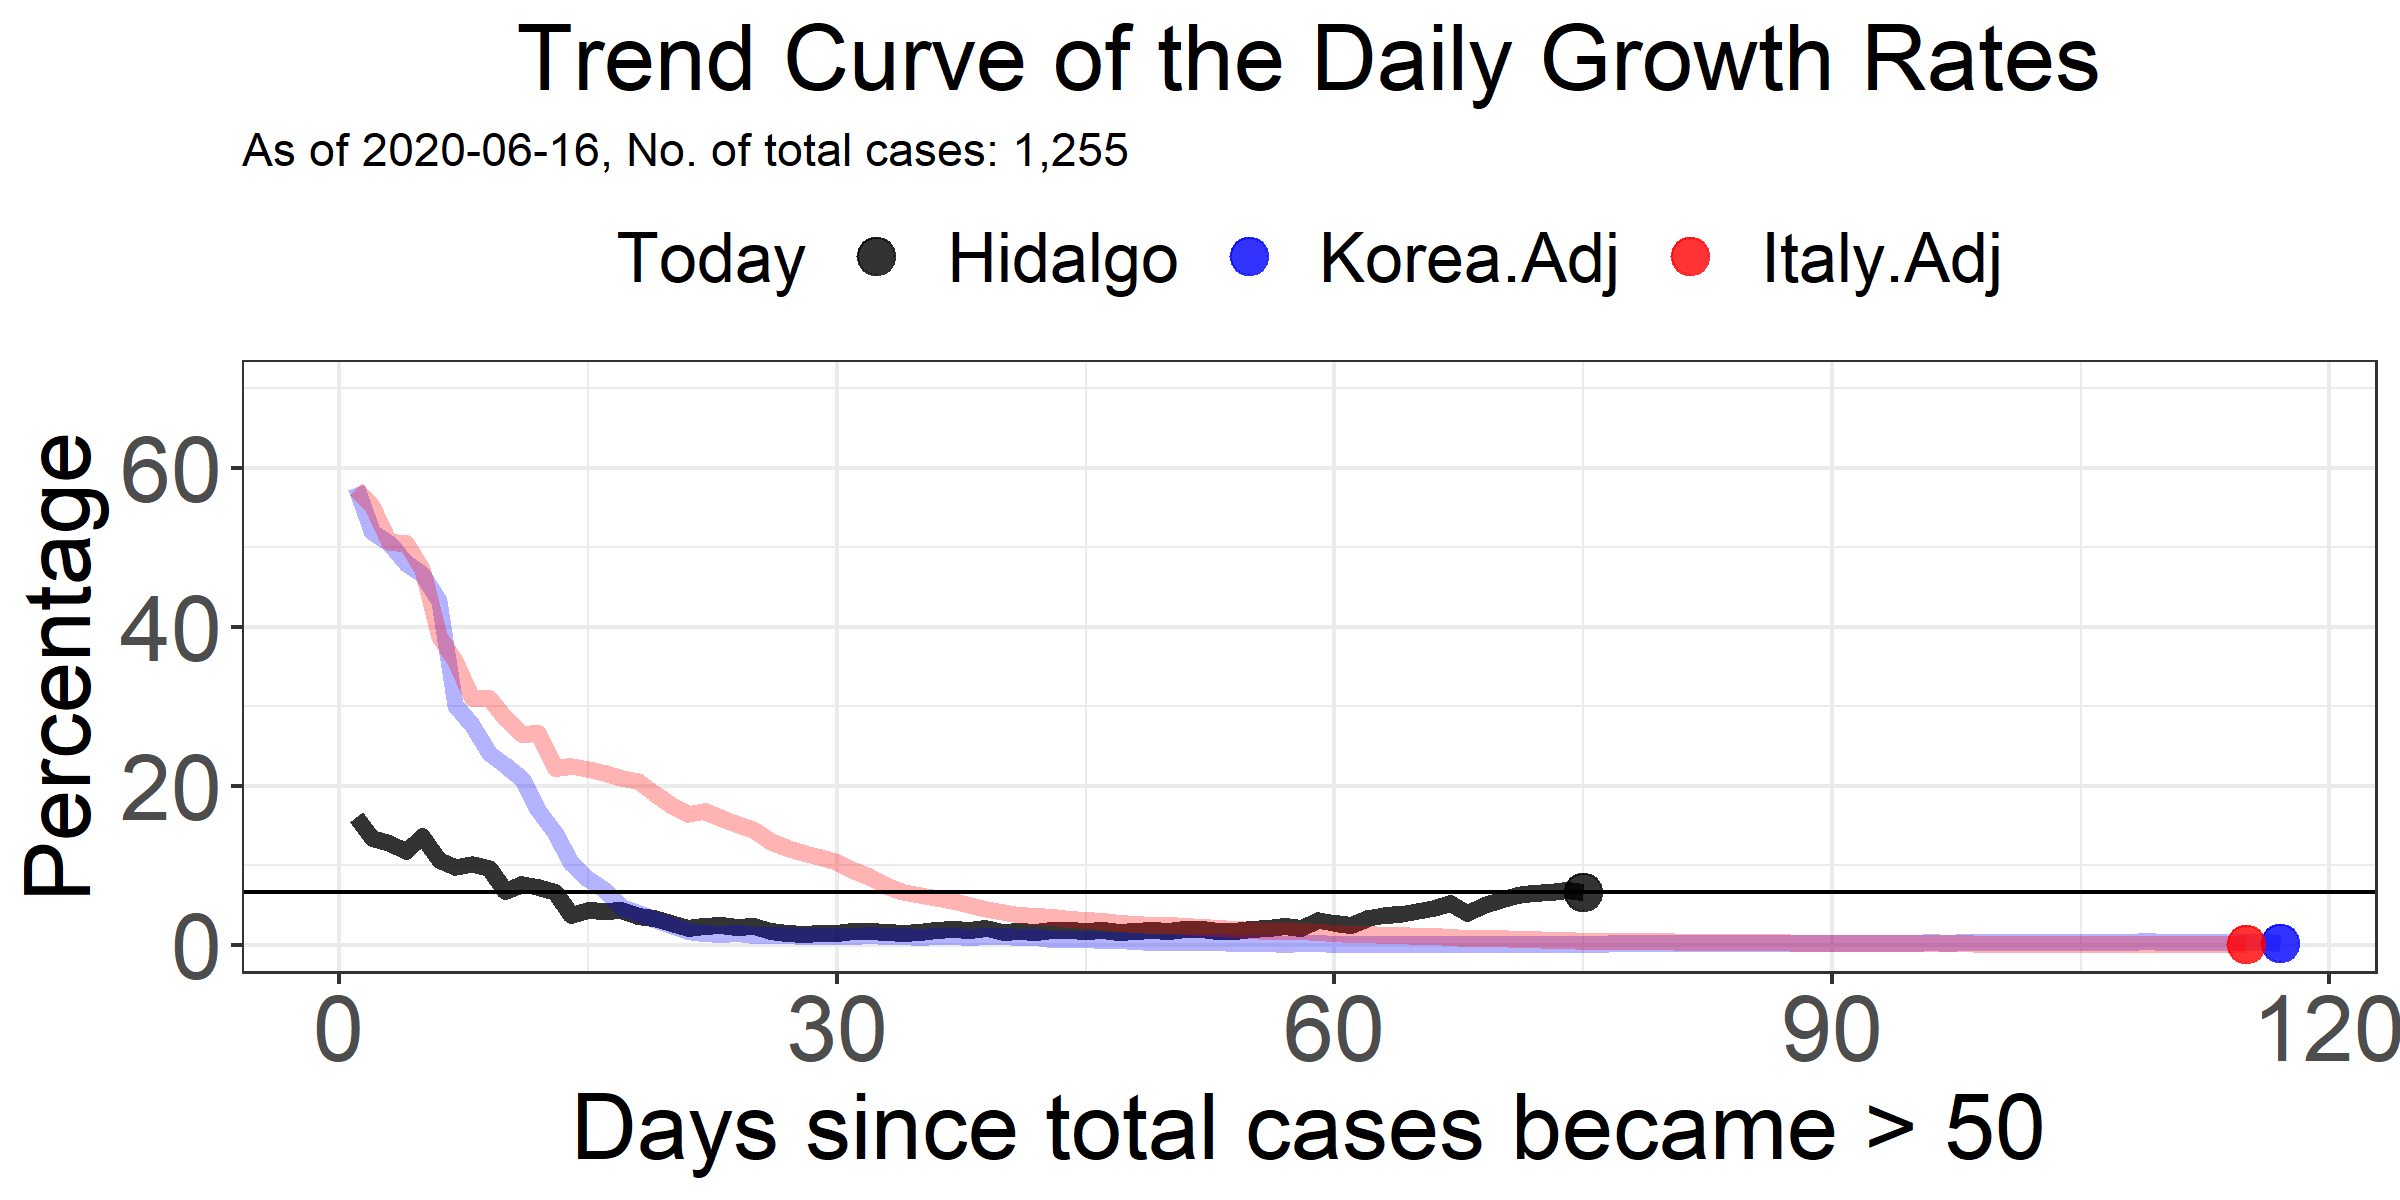 Trend Curve of the Daily Growth Rates
As of 2020-06-16, No. of total cases: 1,255
Today Hidalgo Korea.Adj Italy.Adj
Percentage
60
40
20
0
0 30 60 90 120
Days since total cases became > 50